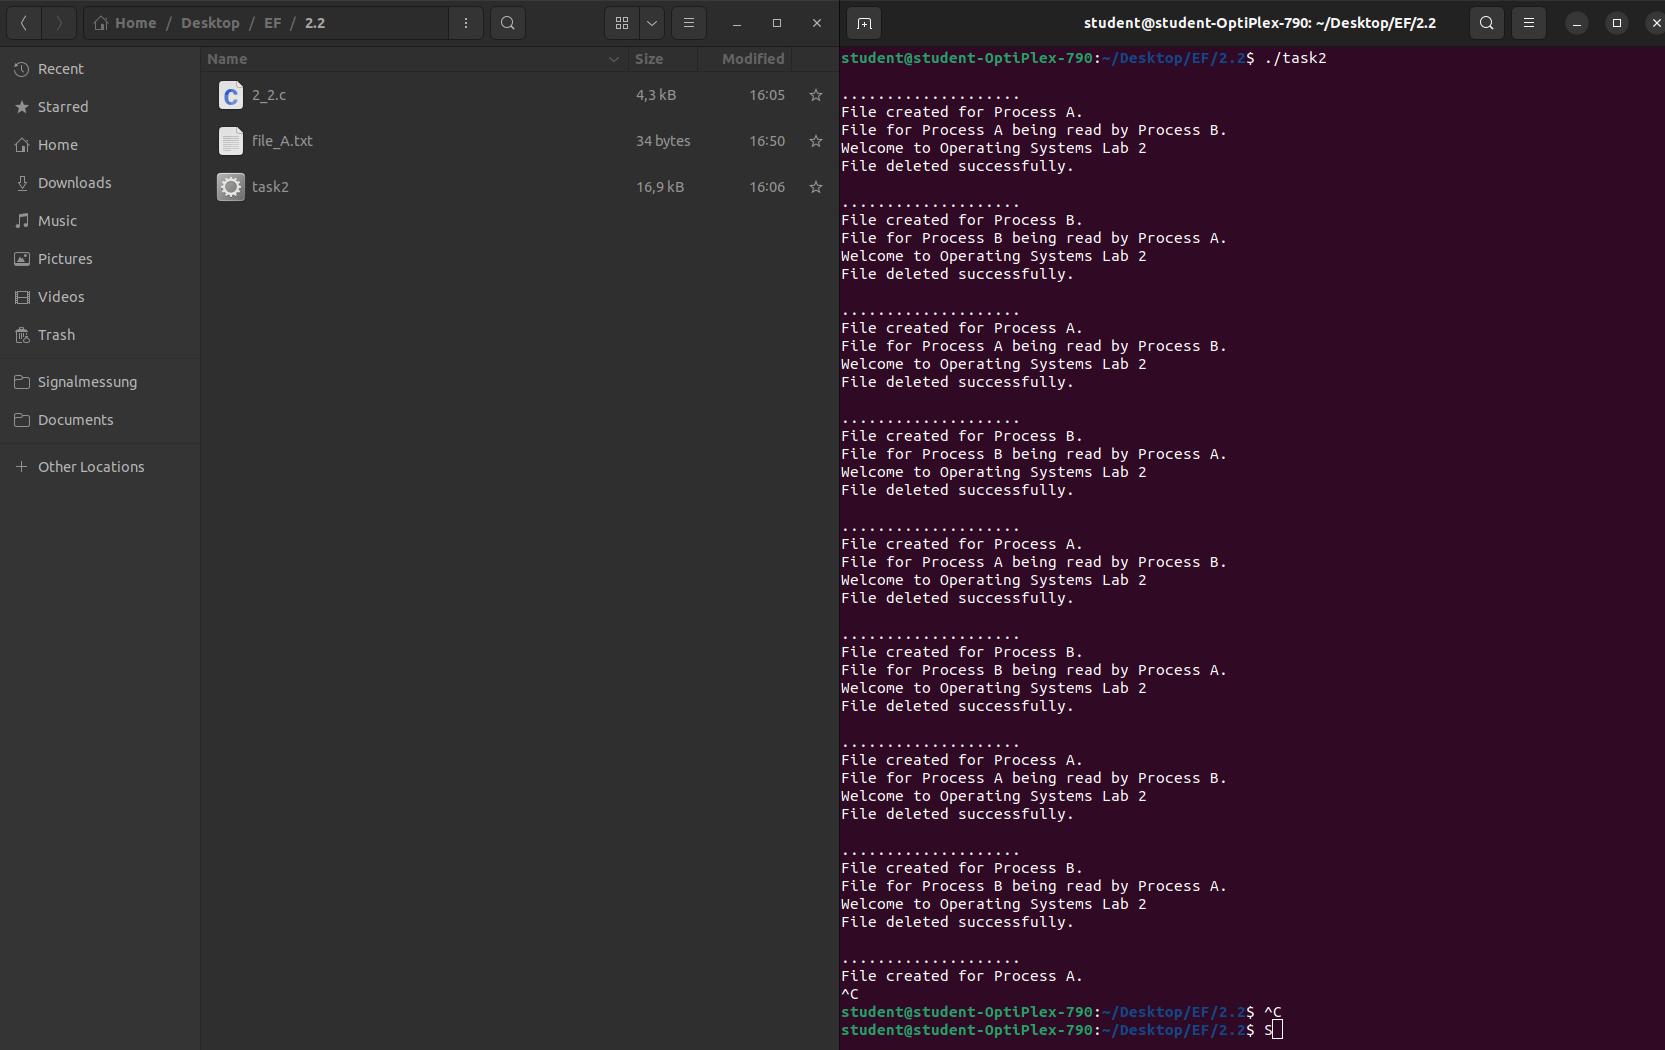 Home / Desktop / EF / 2.2
Recent
Starred
Home
Downloads
Music
Pictures
Videos
Trash
Signalmessung
Documents
Other Locations
Name Size Modified
2_2.c 4,3 kB 16:05
file_A.txt 34 bytes 16:50
task2 16,9 kB 16:06
student@student-OptiPlex-790: ~/Desktop/EF/2.2
student@student-OptiPlex-790:~/Desktop/EF/2.2$ ./task2
....................
File created for Process A.
File for Process A being read by Process B.
Welcome to Operating Systems Lab 2
File deleted successfully.
....................
File created for Process B.
File for Process B being read by Process A.
Welcome to Operating Systems Lab 2
File deleted successfully.
....................
File created for Process A.
File for Process A being read by Process B.
Welcome to Operating Systems Lab 2
File deleted successfully.
....................
File created for Process B.
File for Process B being read by Process A.
Welcome to Operating Systems Lab 2
File deleted successfully.
....................
File created for Process A.
File for Process A being read by Process B.
Welcome to Operating Systems Lab 2
File deleted successfully.
....................
File created for Process B.
File for Process B being read by Process A.
Welcome to Operating Systems Lab 2
File deleted successfully.
....................
File created for Process A.
File for Process A being read by Process B.
Welcome to Operating Systems Lab 2
File deleted successfully.
....................
File created for Process B.
File for Process B being read by Process A.
Welcome to Operating Systems Lab 2
File deleted successfully.
....................
File created for Process A.
^C
student@student-OptiPlex-790:~/Desktop/EF/2.2$ ^C
student@student-OptiPlex-790:~/Desktop/EF/2.2$ S